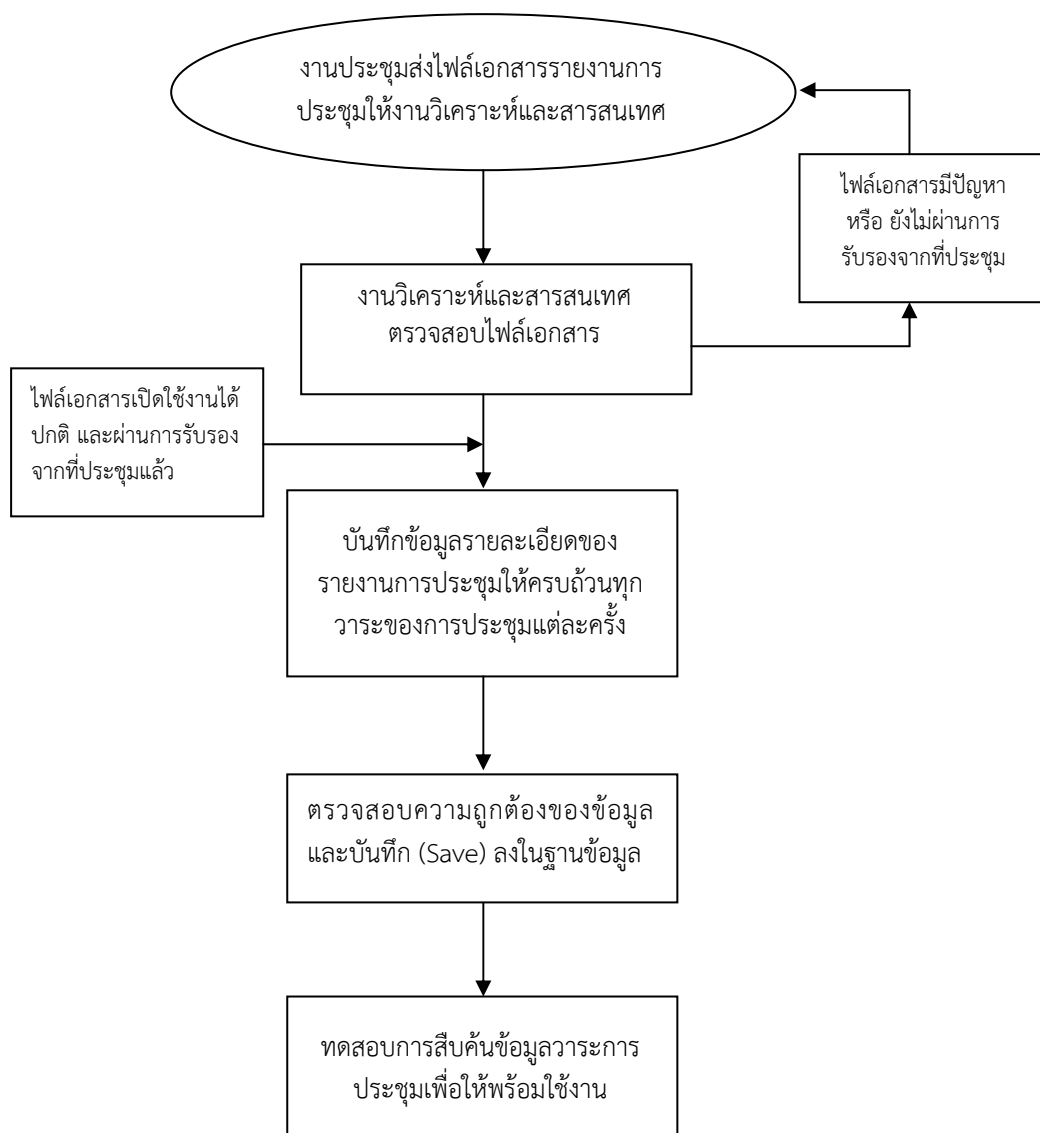 งานประชุมส่งไฟล์เอกสารรายงานการ
ประชุมให้งานวิเคราะห์และสารสนเทศ
ไฟล์เอกสารมีปัญหา
หรือ ยังไม่ผ่านการ
รับรองจากที่ประชุม
งานวิเคราะห์และสารสนเทศ
ตรวจสอบไฟล์เอกสาร
ไฟล์เอกสารเปิดใช้งานได้
ปกติ และผ่านการรับรอง
จากที่ประชุมแล้ว
บันทึกข้อมูลรายละเอียดของ
รายงานการประชุมให้ครบถ้วนทุก
วาระของการประชุมแต่ละครั้ง
ตรวจสอบความถูกต้องของข้อมูล
และบันทึก (Save) ลงในฐานข้อมูล
ทดสอบการสืบค้นข้อมูลวาระการ
ประชุมเพื่อให้พร้อมใช้งาน